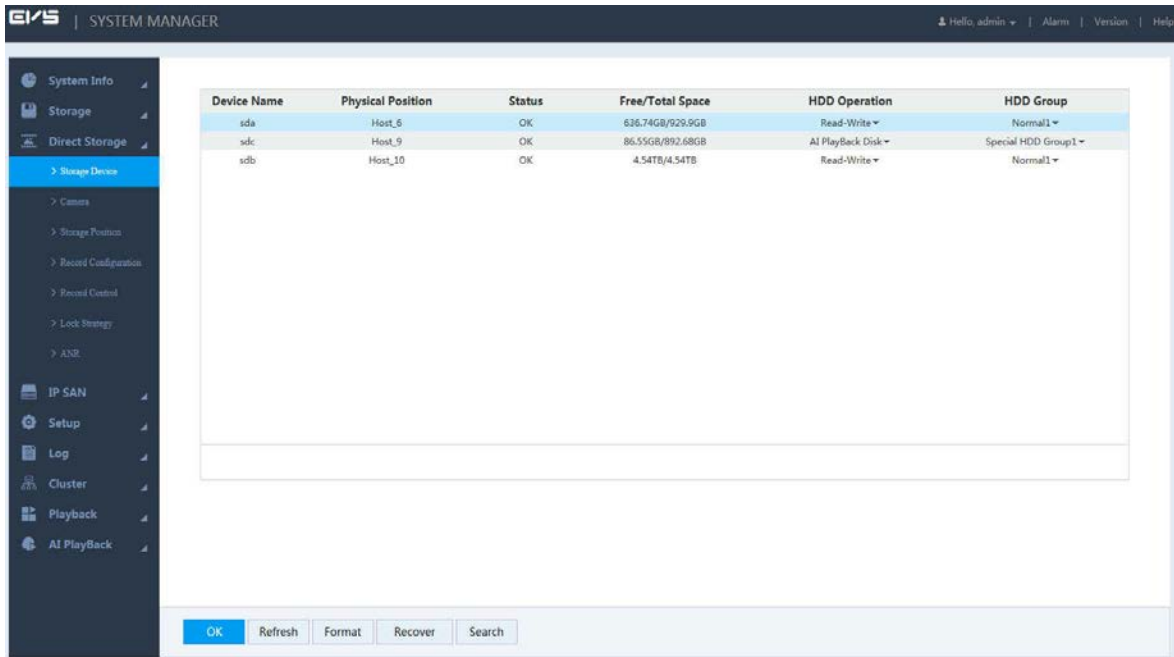 EVS | SYSTEM MANAGER
Hello, admin | Alarm | Version | Help
System Info
Storage
Direct Storage
> Storage Device
> Camera
> Storage Position
> Record Configuration
> Record Control
> Lock Strategy
> ANR
IP SAN
Setup
Log
Cluster
Playback
AI PlayBack
Device Name Physical Position Status Free/Total Space HDD Operation HDD Group
sda Host_6 OK 636.74GB/929.9GB Read-Write Normal1
sdc Host_9 OK 86.55GB/892.68GB AI PlayBack Disk Special HDD Group1
sdb Host_10 OK 4.54TB/4.54TB Read-Write Normal1
OK Refresh Format Recover Search